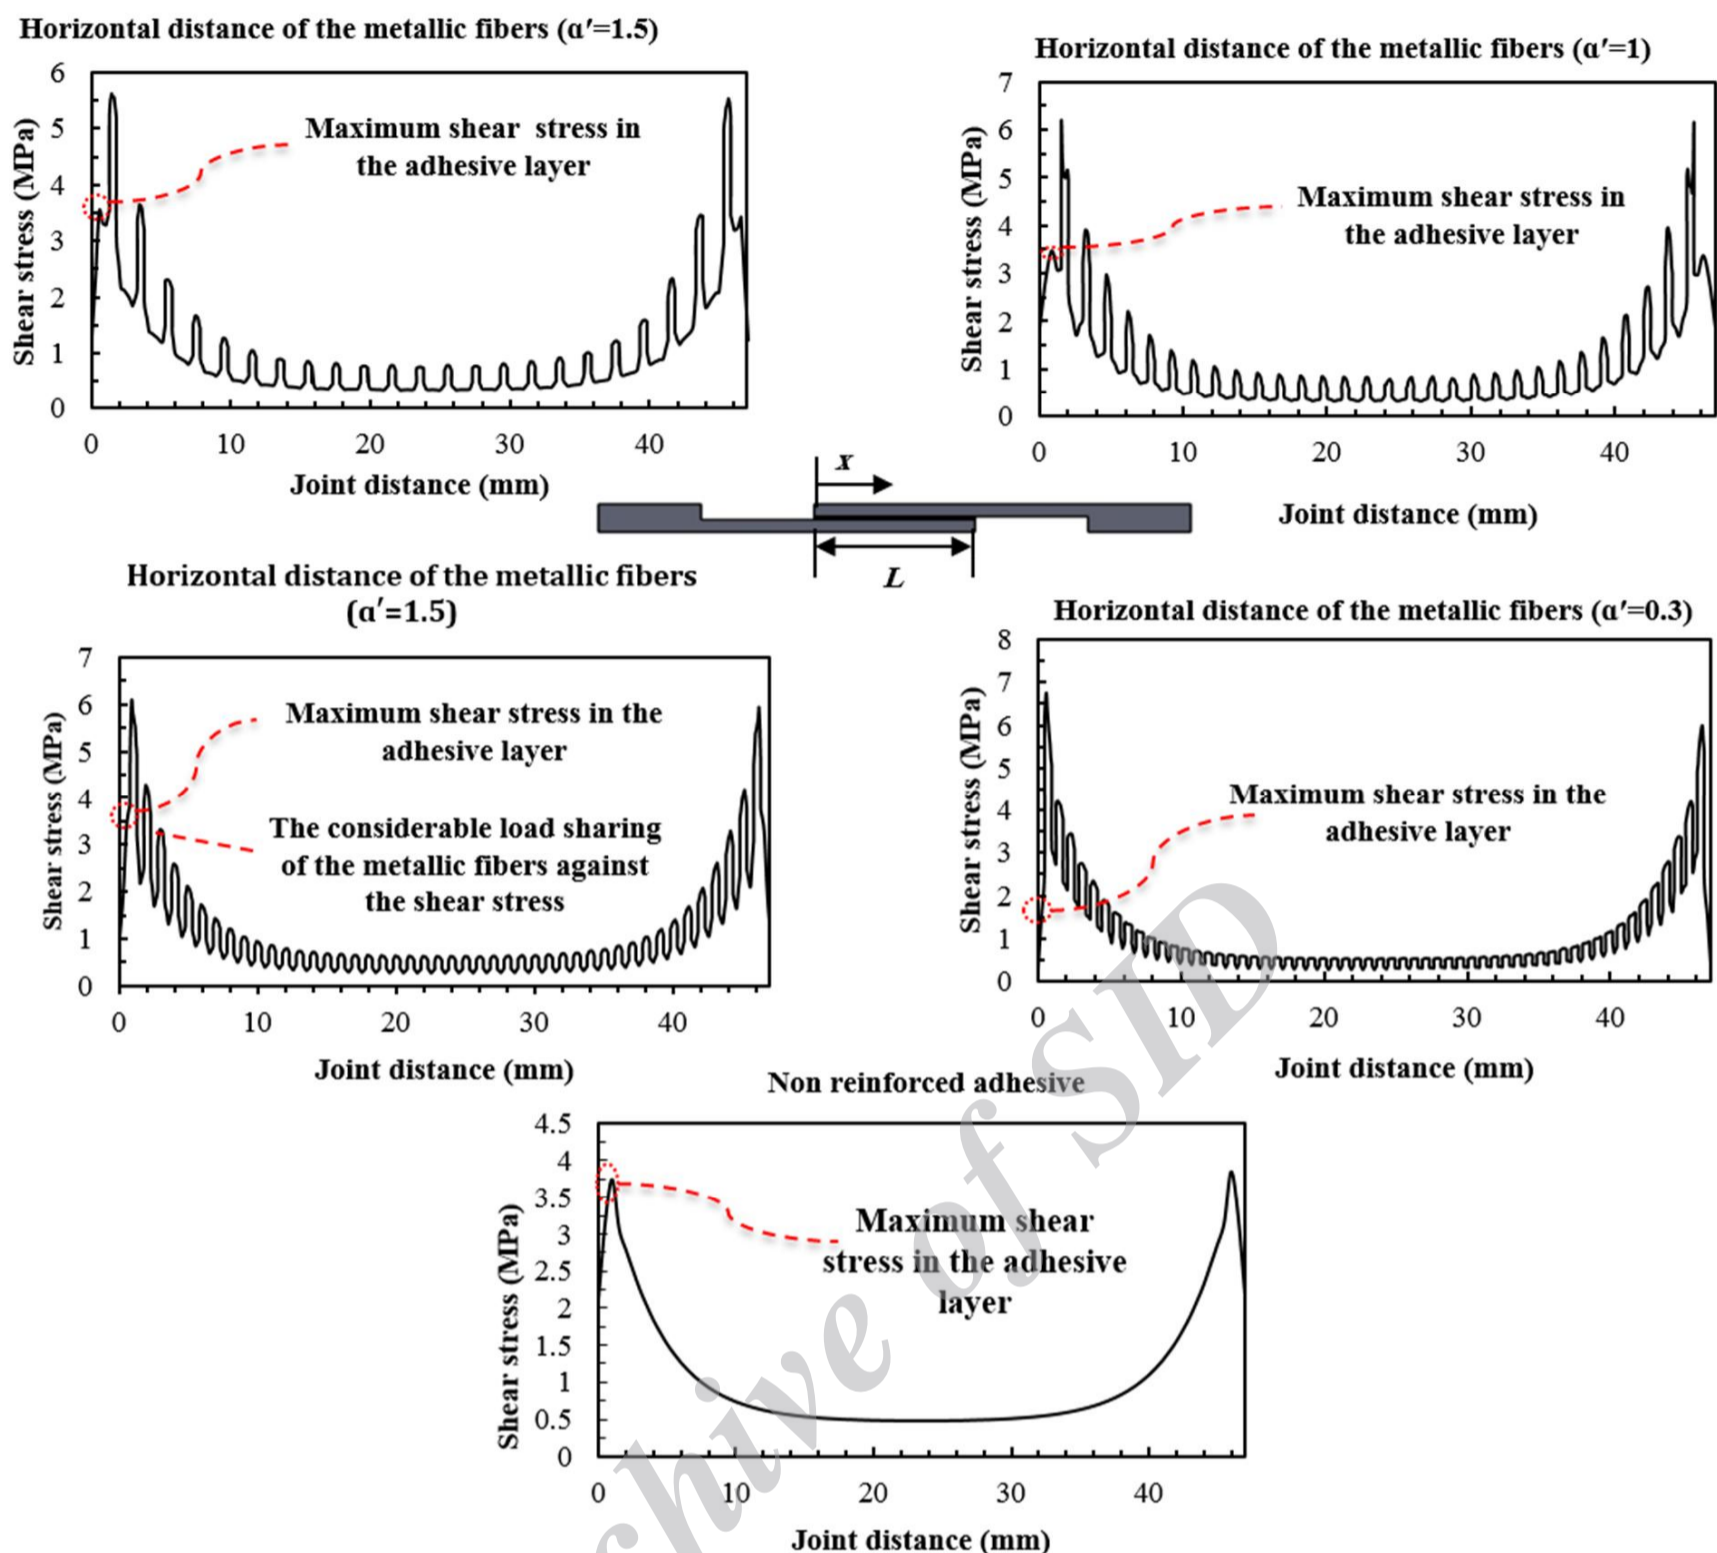 Horizontal distance of the metallic fibers (α′=1.5)
6
5
4
3
2
1
0
Shear stress (MPa)
Maximum shear stress in
the adhesive layer
0 10 20 30 40
Joint distance (mm)
Horizontal distance of the metallic fibers (α′=1)
7
6
5
4
3
2
1
0
Shear stress (MPa)
Maximum shear stress in
the adhesive layer
0 10 20 30 40
Joint distance (mm)
x
L
Horizontal distance of the metallic fibers
(α′=1.5)
7
6
5
4
3
2
1
0
Shear stress (MPa)
Maximum shear stress in the
adhesive layer
The considerable load sharing
of the metallic fibers against
the shear stress
0 10 20 30 40
Joint distance (mm)
Horizontal distance of the metallic fibers (α′=0.3)
8
7
6
5
4
3
2
1
0
Shear stress (MPa)
Maximum shear stress in the
adhesive layer
0 10 20 30 40
Joint distance (mm)
Non reinforced adhesive
4.5
4
3.5
3
2.5
2
1.5
1
0.5
0
Shear stress (MPa)
Maximum shear
stress in the adhesive
layer
0 10 20 30 40
Joint distance (mm)
chive of SID